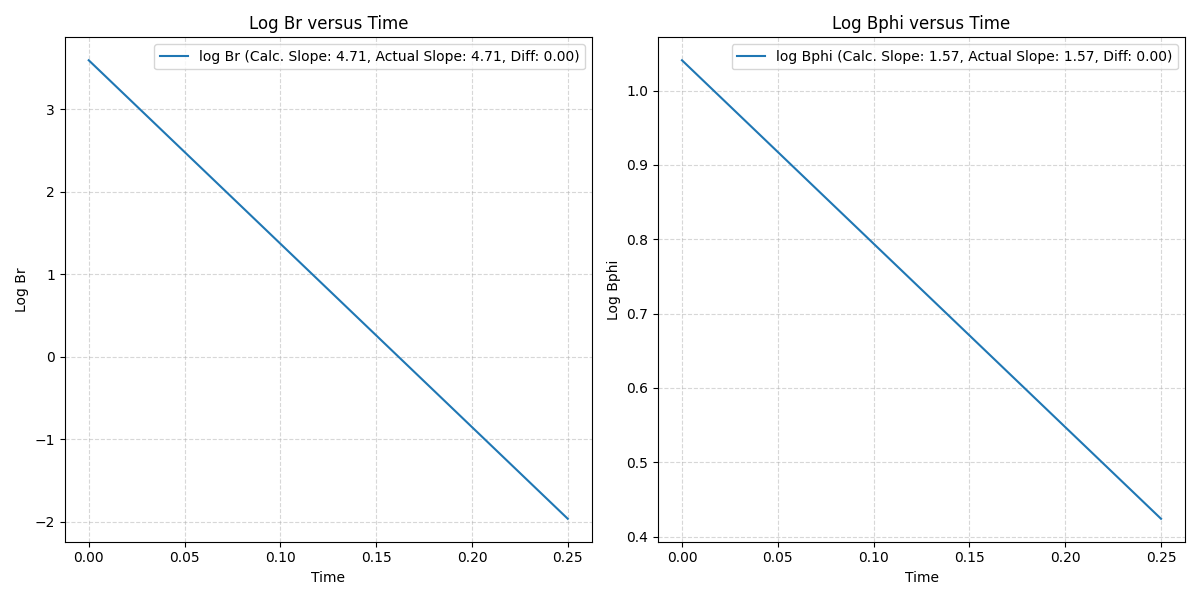 Log Br versus Time
log Br (Calc. Slope: 4.71, Actual Slope: 4.71, Diff: 0.00)
3
2
1
0
−1
−2
Log Br
0.00 0.05 0.10 0.15 0.20 0.25
Time
Log Bphi versus Time
log Bphi (Calc. Slope: 1.57, Actual Slope: 1.57, Diff: 0.00)
1.0
0.9
0.8
0.7
0.6
0.5
0.4
Log Bphi
0.00 0.05 0.10 0.15 0.20 0.25
Time